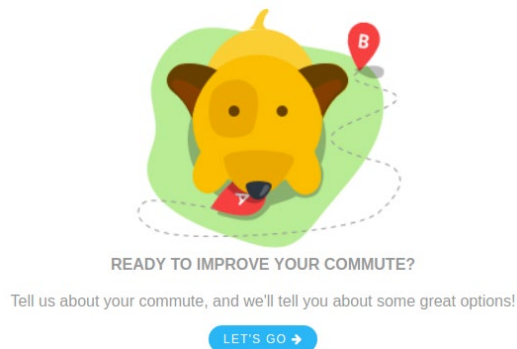 B
A
READY TO IMPROVE YOUR COMMUTE?
Tell us about your commute, and we'll tell you about some great options!
LET'S GO →